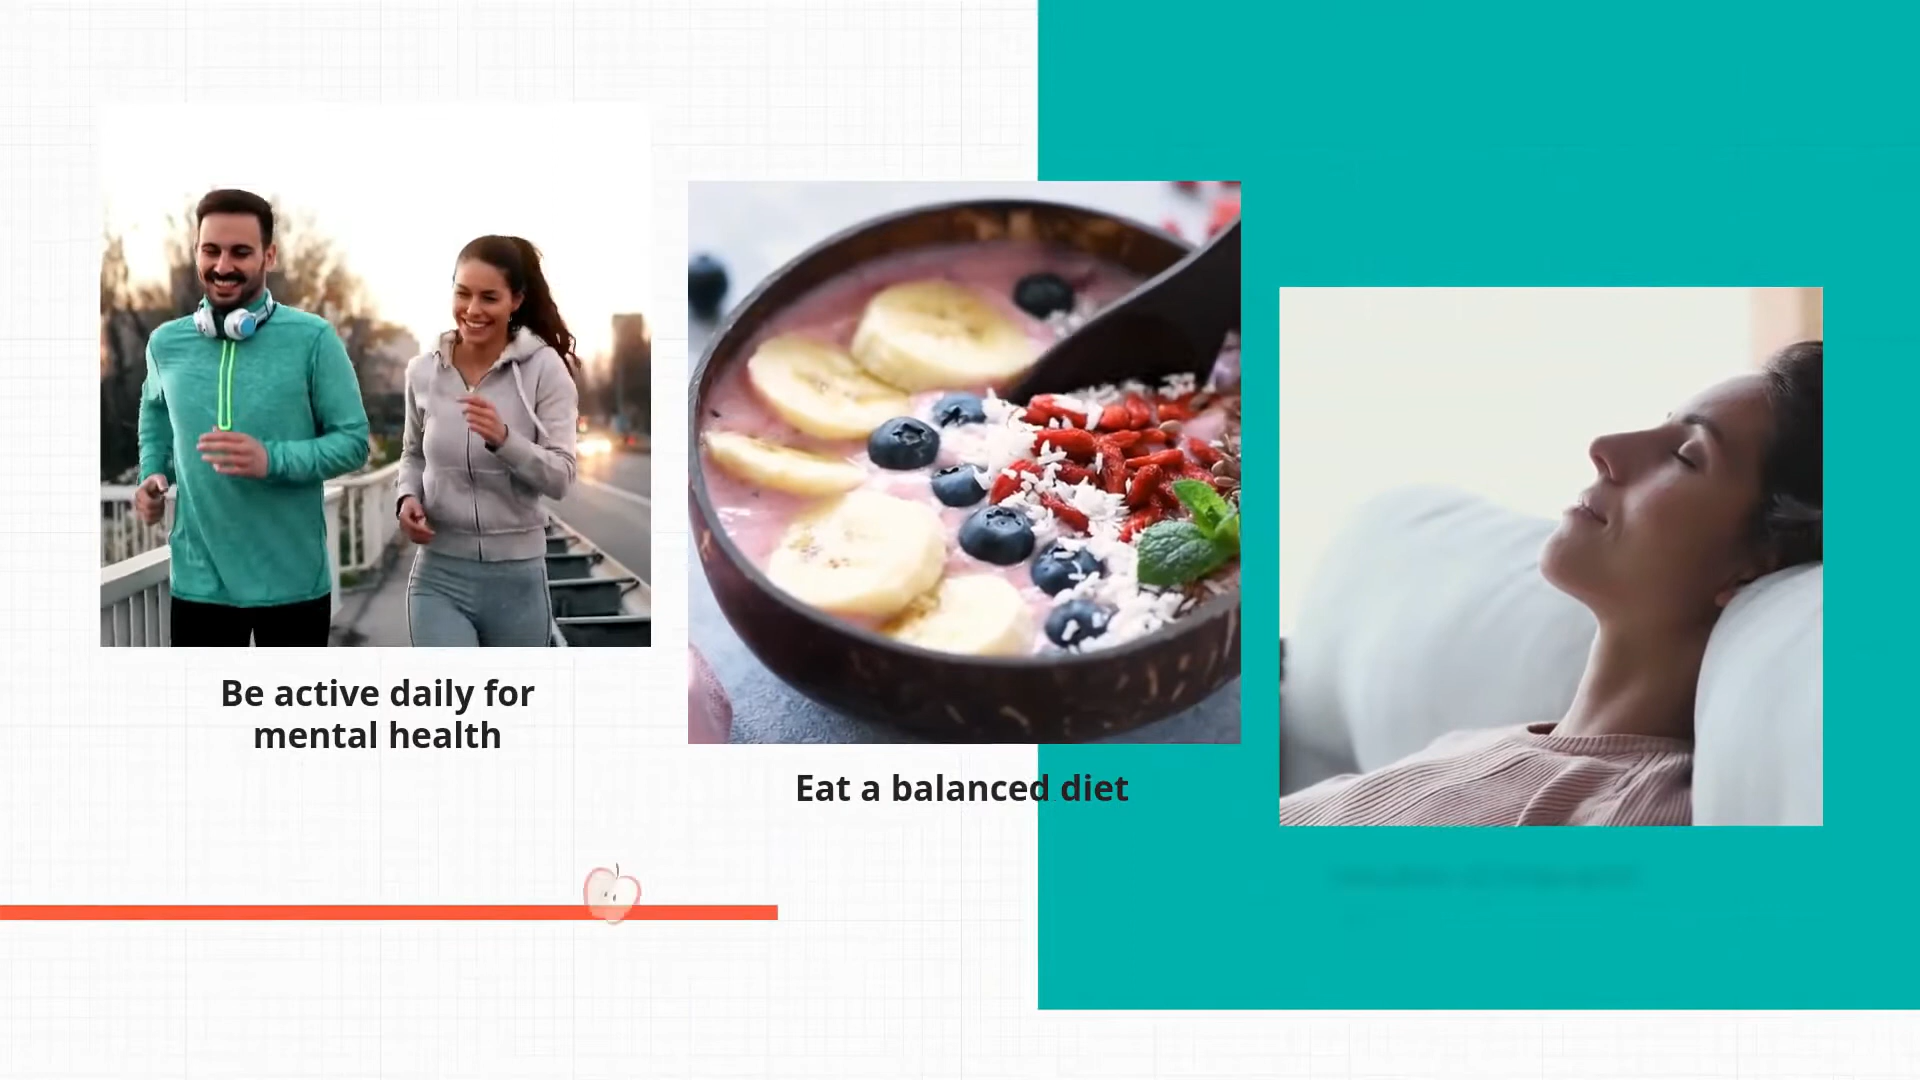 Be active daily for
mental health
Eat a balanced diet